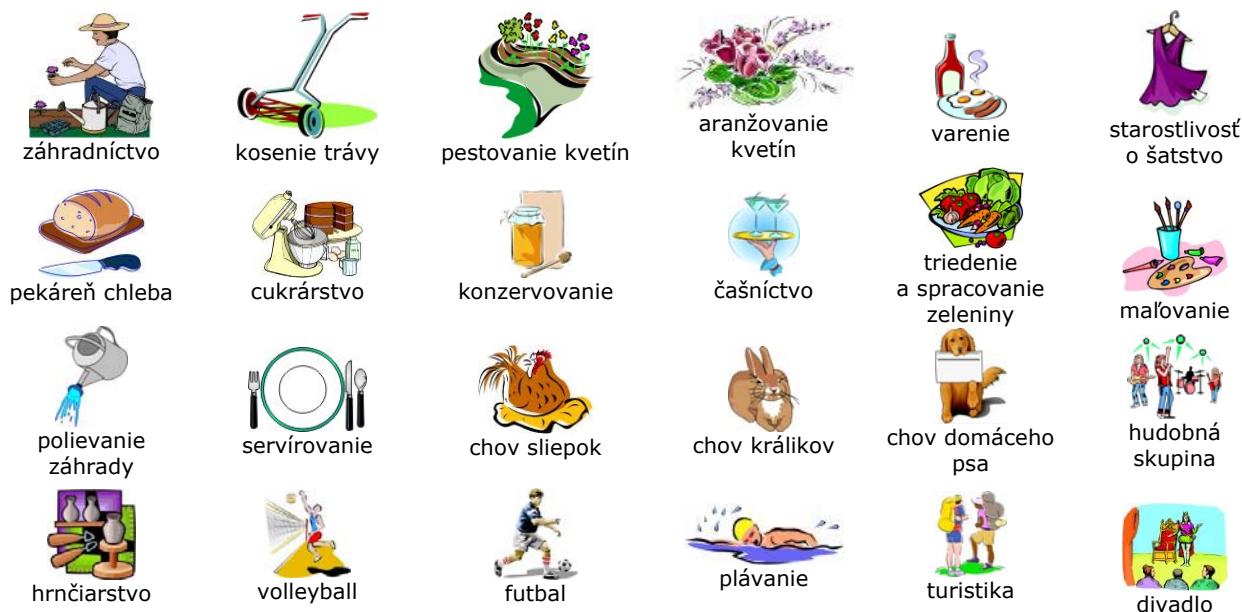 záhradníctvo
kosenie trávy
pestovanie kvetín
aranžovanie
kvetín
varenie
starostlivosť
o šatstvo
pekáreň chleba
cukrárstvo
konzervovanie
čašníctvo
triedenie
a spracovanie
zeleniny
maľovanie
polievanie
záhrady
servírovanie
chov sliepok
chov králikov
chov domáceho
psa
hudobná
skupina
hrnčiarstvo
volleyball
futbal
plávanie
turistika
divadlo